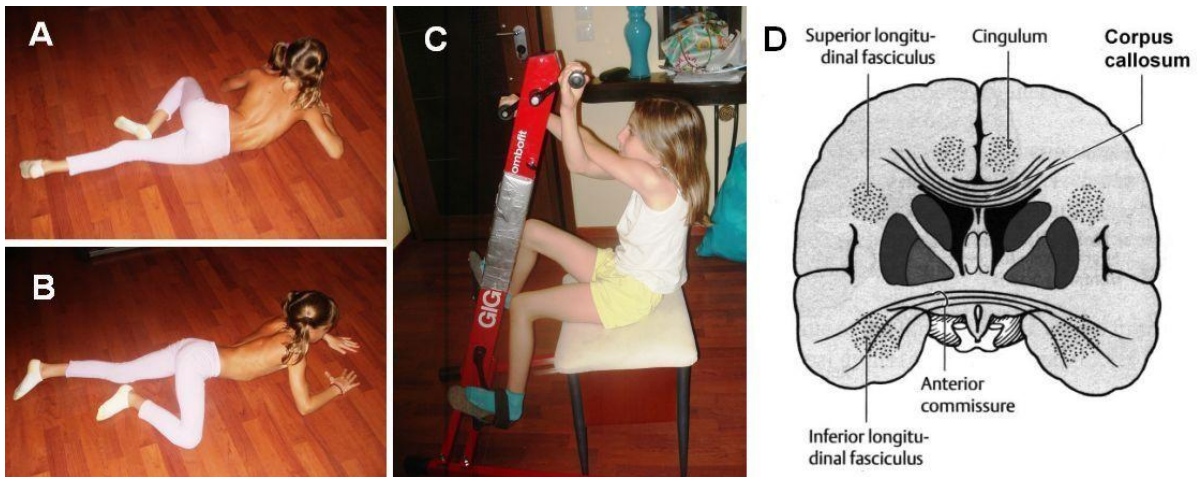 A
B
C
ombofit
GIG
D
Superior longitu-
dinal fasciculus
Cingulum
Corpus
callosum
Anterior
commissure
Inferior longitu-
dinal fasciculus